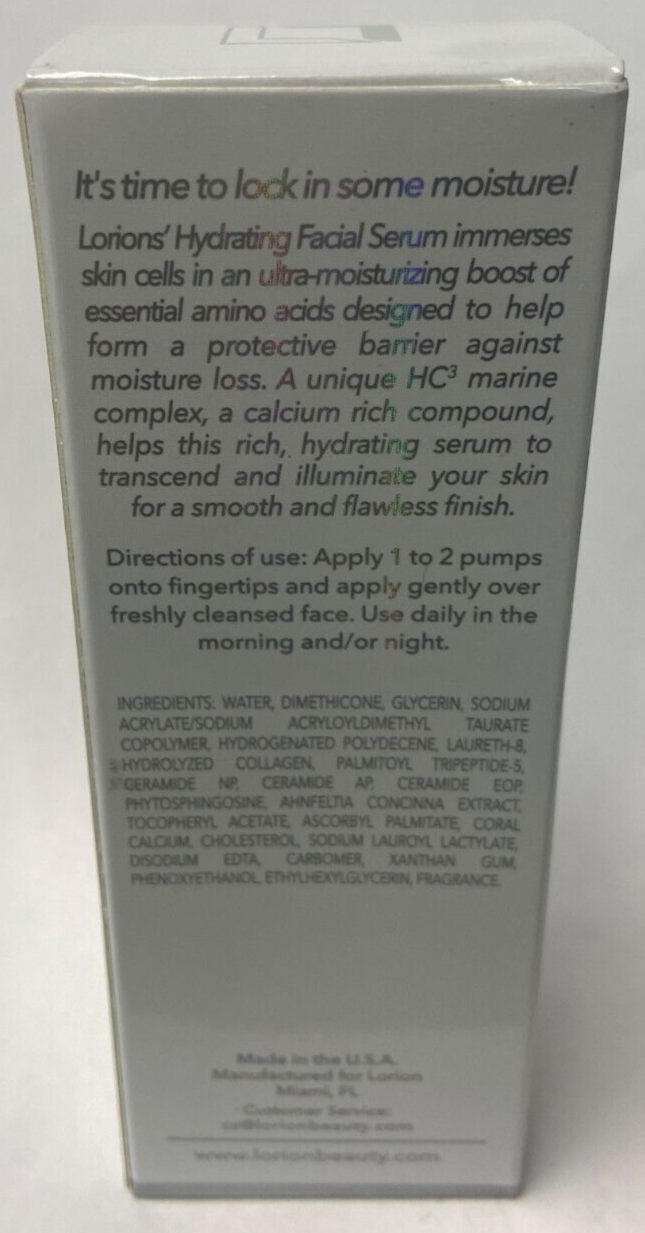 It's time to lock in some moisture!
Lorions' Hydrating Facial Serum immerses
skin cells in an ultra-moisturizing boost of
essential amino acids designed to help
form a protective barrier against
moisture loss. A unique HC³ marine
complex, a calcium rich compound,
helps this rich, hydrating serum to
transcend and illuminate your skin
for a smooth and flawless finish.
Directions of use: Apply 1 to 2 pumps
onto fingertips and apply gently over
freshly cleansed face. Use daily in the
morning and/or night.
INGREDIENTS: WATER, DIMETHICONE, GLYCERIN, SODIUM
ACRYLATE/SODIUM ACRYLOYLDIMETHYL TAURATE
COPOLYMER, HYDROGENATED POLYDECENE, LAURETH-8,
HYDROLYZED COLLAGEN, PALMITOYL TRIPEPTIDE-5,
CERAMIDE NP, CERAMIDE AP, CERAMIDE EOP,
PHYTOSPHINGOSINE, AHNFELTIA CONCINNA EXTRACT,
TOCOPHERYL ACETATE, ASCORBYL PALMITATE, CORAL
CALCIUM, CHOLESTEROL, SODIUM LAUROYL LACTYLATE,
DISODIUM EDTA, CARBOMER, XANTHAN GUM,
PHENOXYETHANOL, ETHYLHEXYLGLYCERIN, FRAGRANCE.
Made in the U.S.A.
Manufactured for Lorion
Miami, FL
Customer Service:
cs@lorionbeauty.com
www.lorionbeauty.com